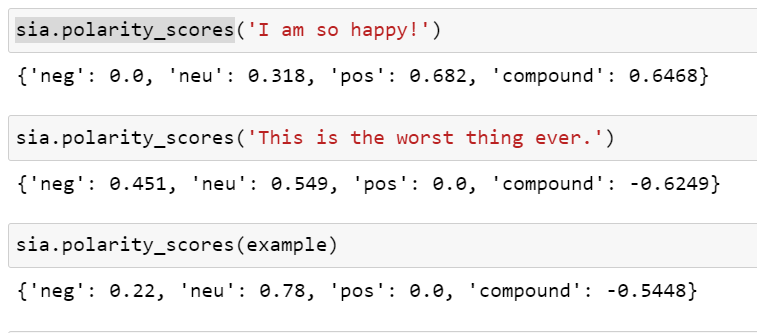 sia.polarity_scores('I am so happy!')
{'neg': 0.0, 'neu': 0.318, 'pos': 0.682, 'compound': 0.6468}
sia.polarity_scores('This is the worst thing ever.')
{'neg': 0.451, 'neu': 0.549, 'pos': 0.0, 'compound': -0.6249}
sia.polarity_scores(example)
{'neg': 0.22, 'neu': 0.78, 'pos': 0.0, 'compound': -0.5448}